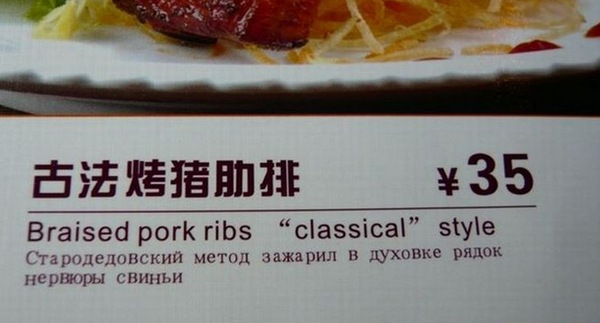 古法烤猪肋排 ¥35
Braised pork ribs “classical” style
Стародедовский метод зажарил в духовке рядок
нервюры свиньи